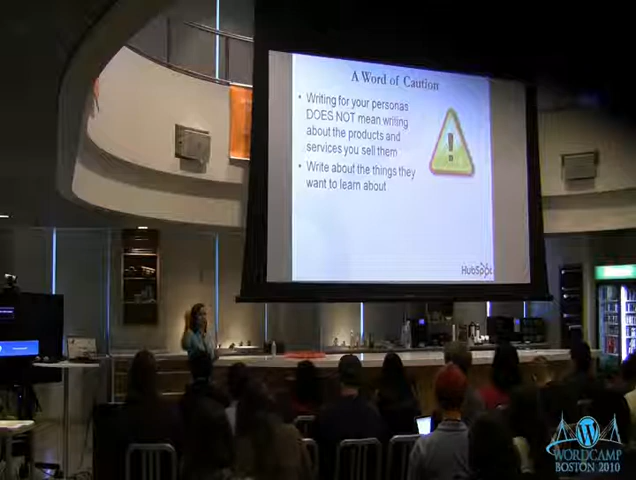 A Word of Caution
• Writing for your personas
DOES NOT mean writing
about the products and
services you sell them
• Write about the things they
want to learn about
HubSpot
WORDCAMP
BOSTON 2010